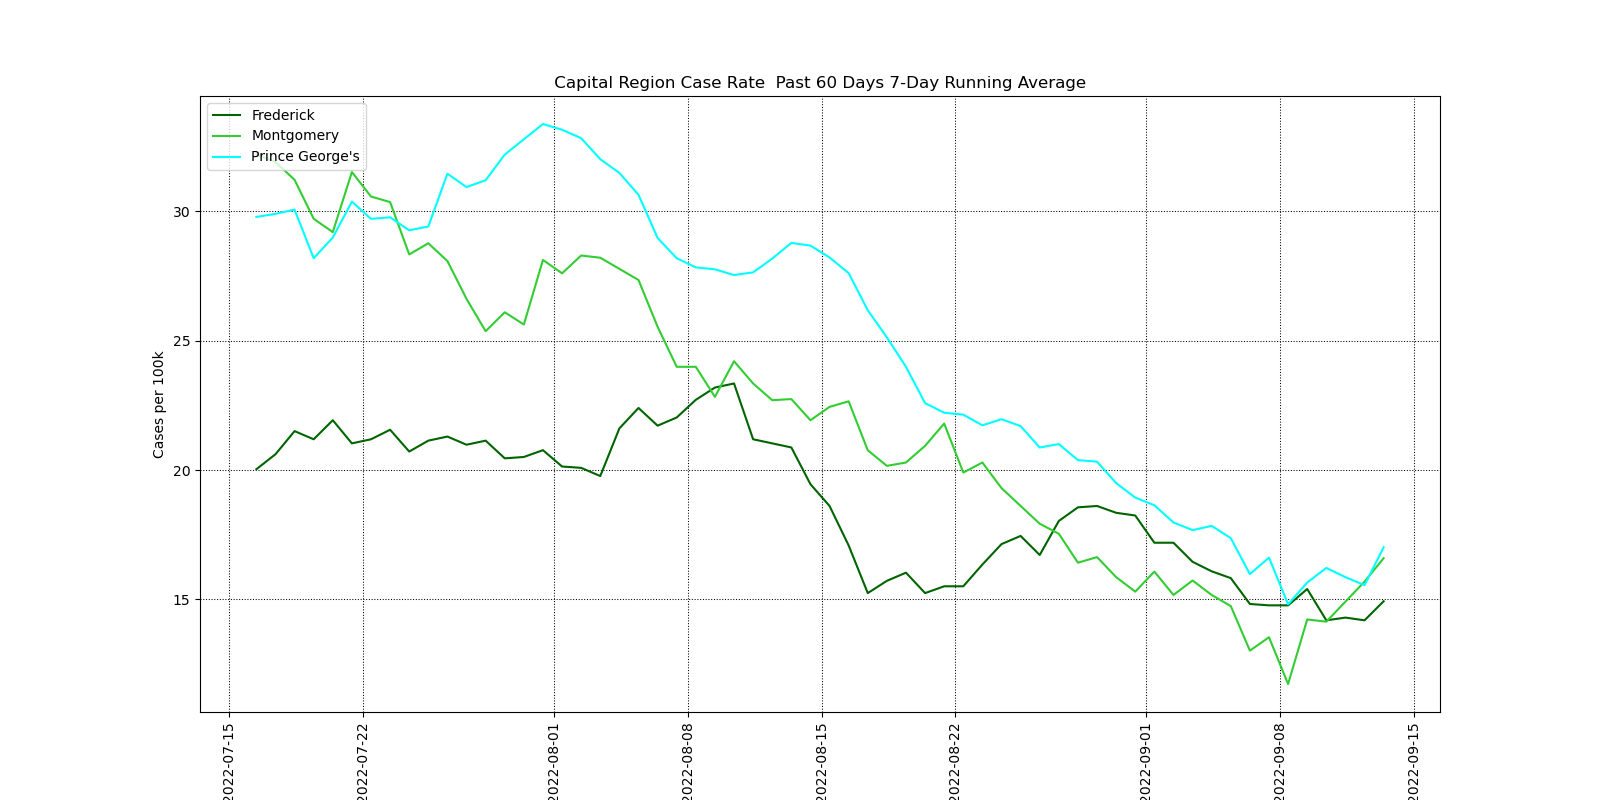 Capital Region Case Rate  Past 60 Days 7-Day Running Average
Frederick
Montgomery
Prince George's
Cases per 100k
30
25
20
15
2022-07-15
2022-07-22
2022-08-01
2022-08-08
2022-08-15
2022-08-22
2022-09-01
2022-09-08
2022-09-15